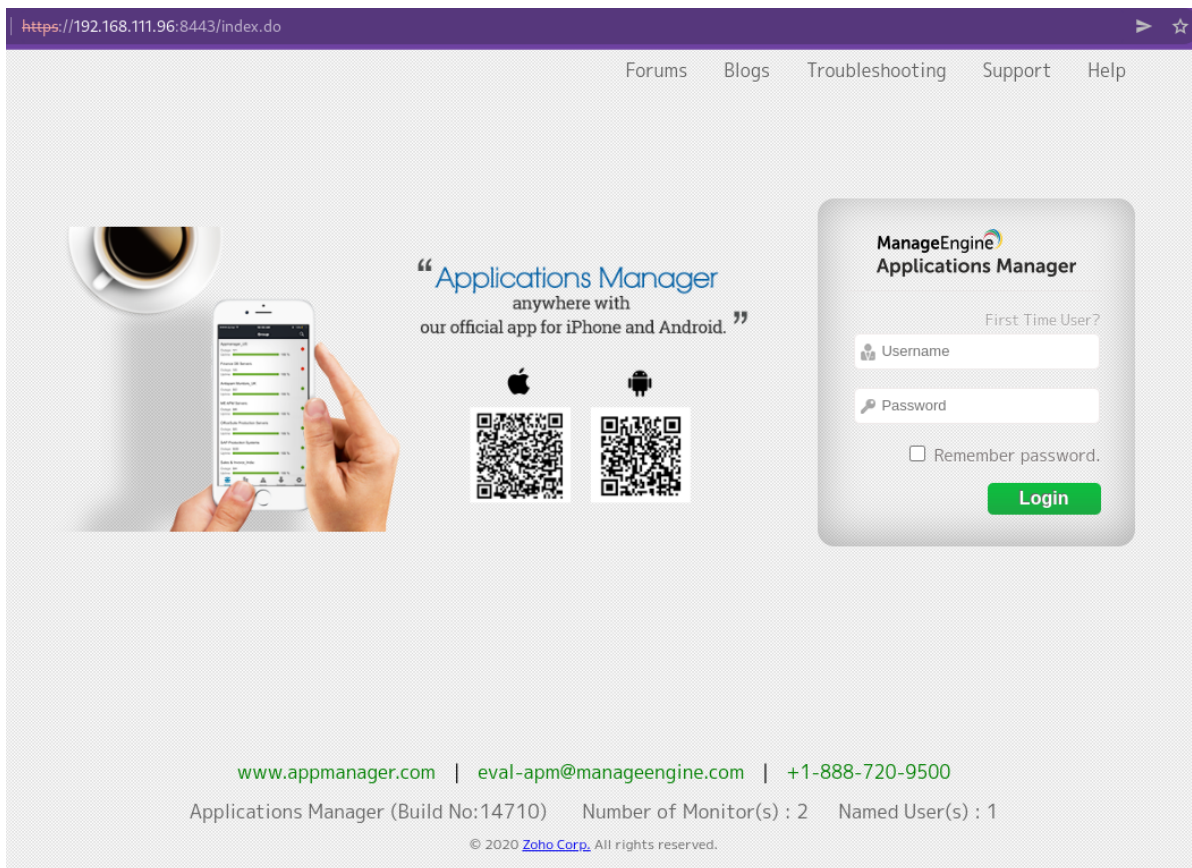 https://192.168.111.96:8443/index.do
Forums Blogs Troubleshooting Support Help
ManageEngine
Applications Manager
“Applications Manager
anywhere with
our official app for iPhone and Android.”
First Time User?
Username
Password
Remember password.
Login
www.appmanager.com | eval-apm@manageengine.com | +1-888-720-9500
Applications Manager (Build No:14710) Number of Monitor(s) : 2 Named User(s) : 1
© 2020 Zoho Corp. All rights reserved.